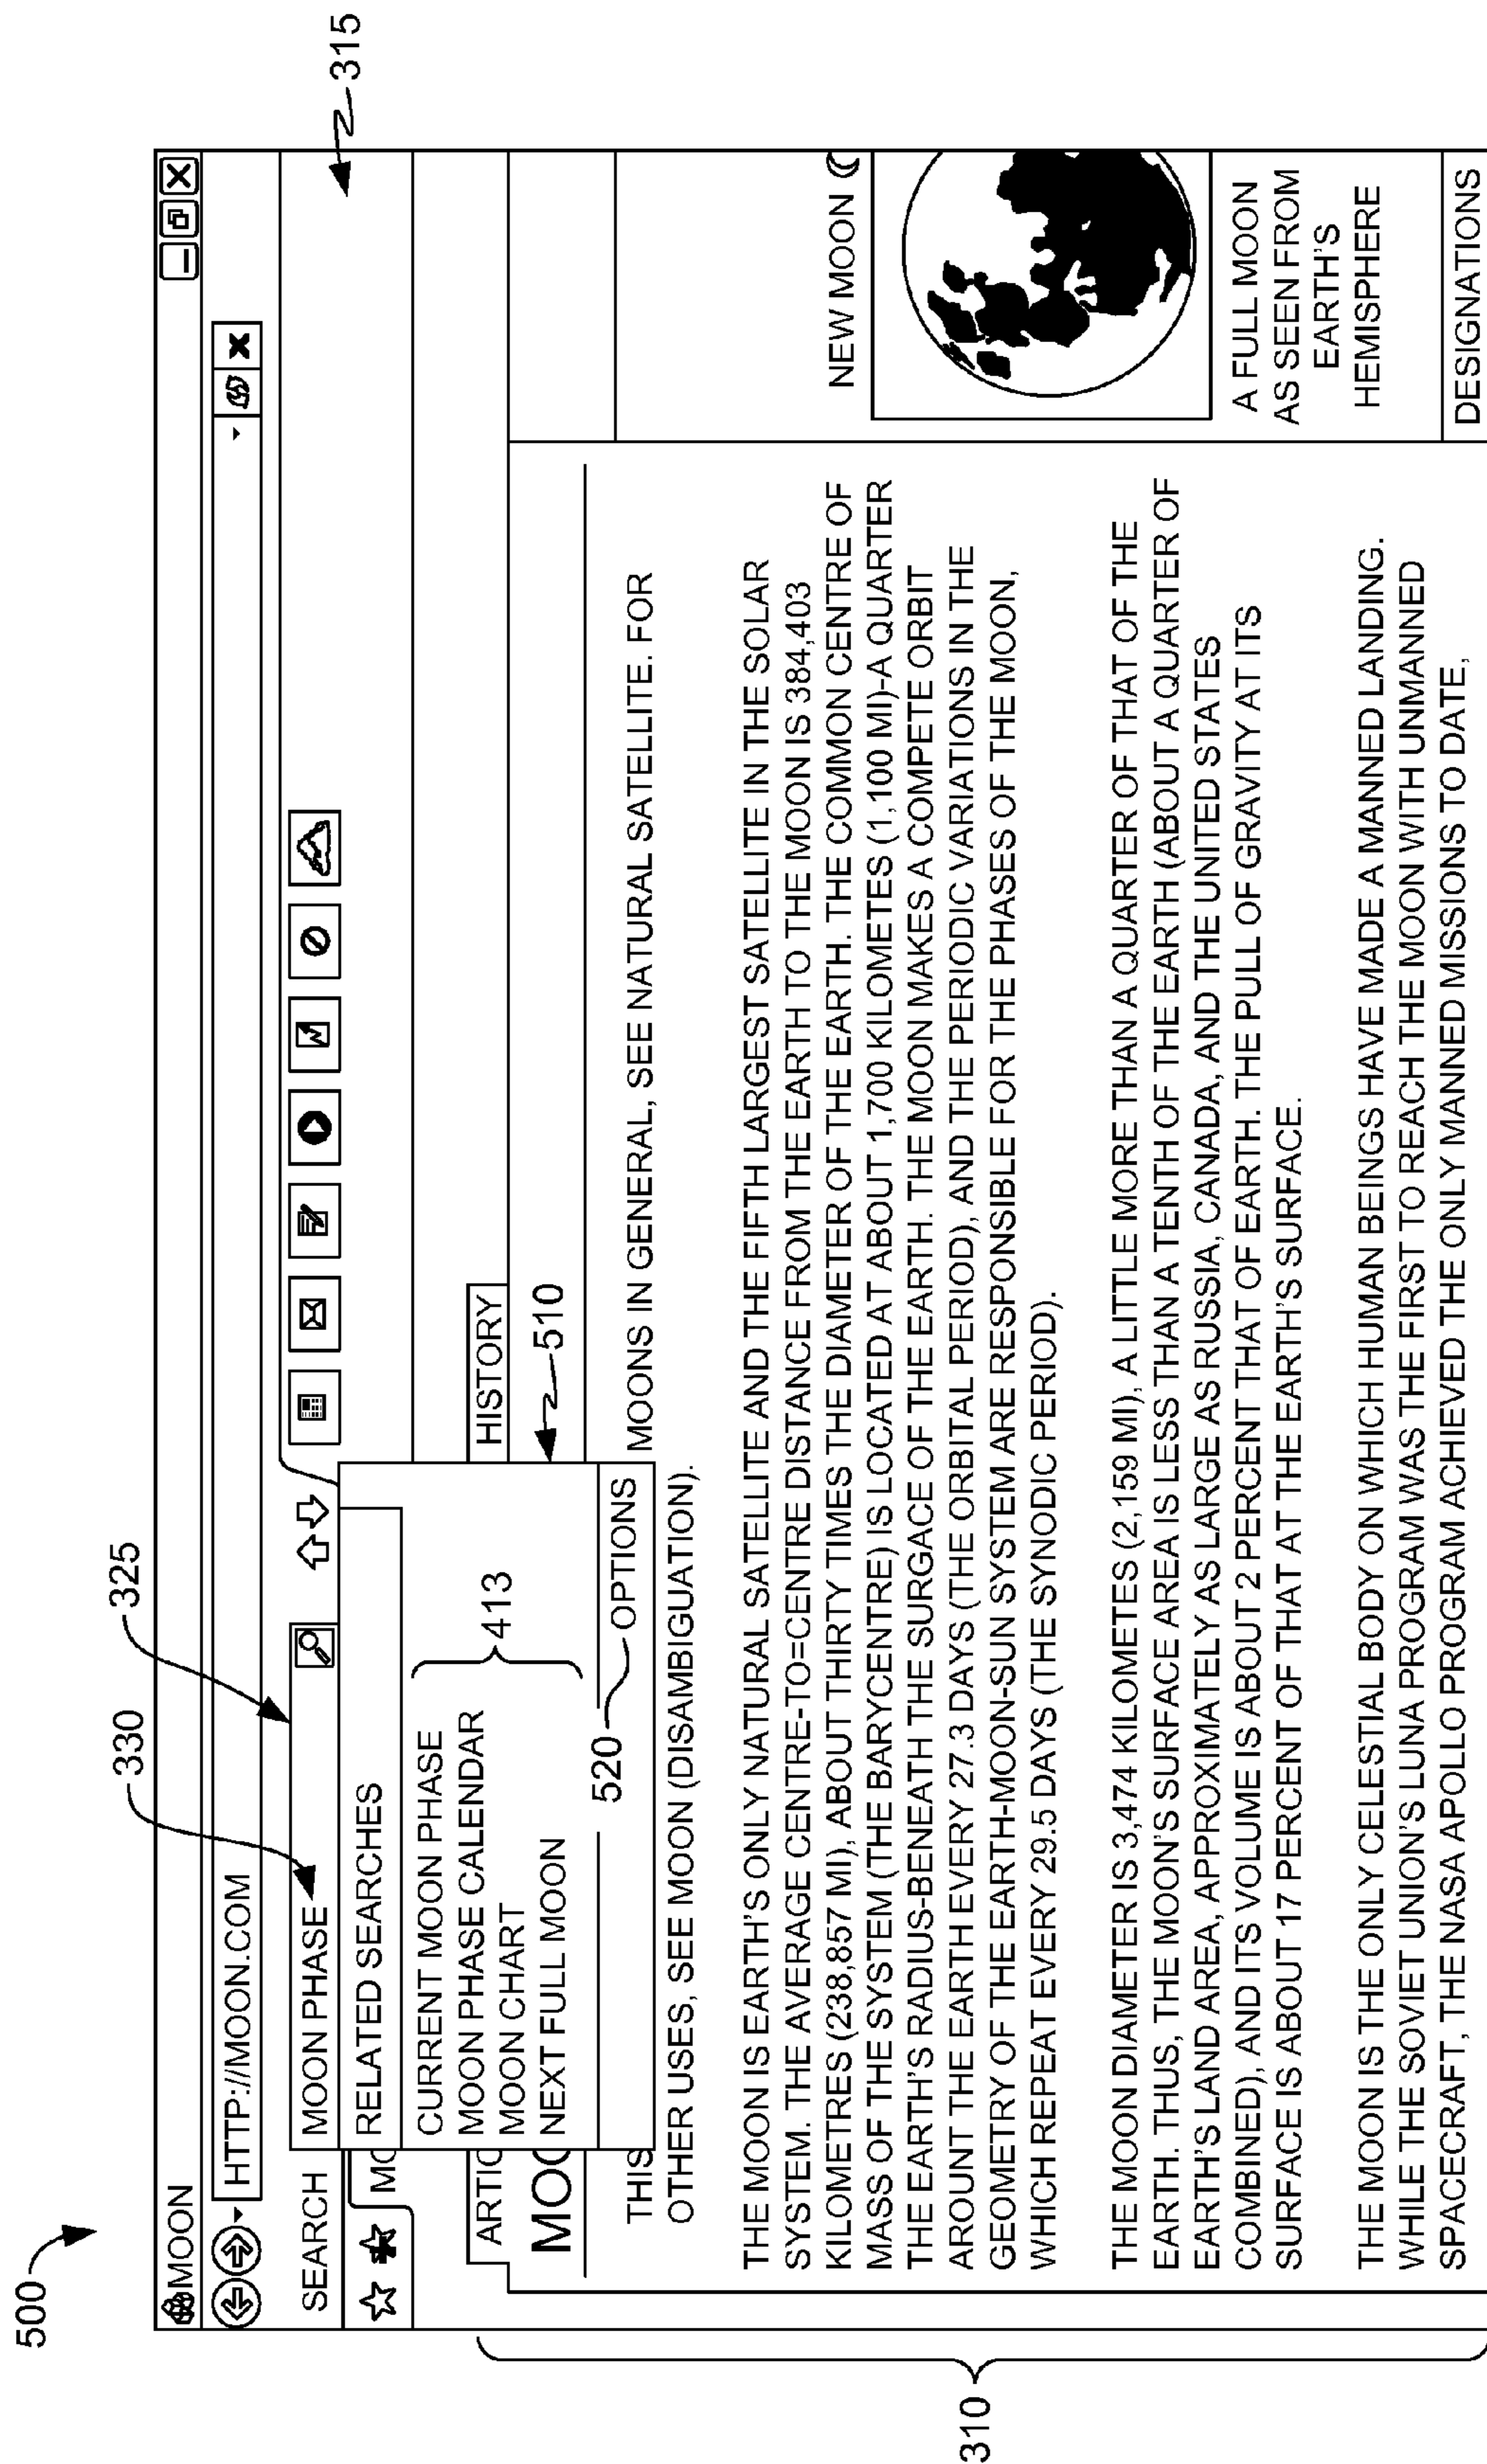 500
MOON
HTTP://MOON.COM
330
325
315
SEARCH
MOON PHASE
RELATED SEARCHES
MO
CURRENT MOON PHASE
MOON PHASE CALENDAR
MOON CHART
NEXT FULL MOON
413
520
OPTIONS
ARTIC
HISTORY
510
MOO
THIS
MOONS IN GENERAL, SEE NATURAL SATELLITE. FOR
OTHER USES, SEE MOON (DISAMBIGUATION).
310
THE MOON IS EARTH'S ONLY NATURAL SATELLITE AND THE FIFTH LARGEST SATELLITE IN THE SOLAR
SYSTEM. THE AVERAGE CENTRE-TO=CENTRE DISTANCE FROM THE EARTH TO THE MOON IS 384,403
KILOMETRES (238,857 MI), ABOUT THIRTY TIMES THE DIAMETER OF THE EARTH. THE COMMON CENTRE OF
MASS OF THE SYSTEM (THE BARYCENTRE) IS LOCATED AT ABOUT 1,700 KILOMETES (1,100 MI)-A QUARTER
THE EARTH'S RADIUS-BENEATH THE SURGACE OF THE EARTH. THE MOON MAKES A COMPETE ORBIT
AROUNT THE EARTH EVERY 27.3 DAYS (THE ORBITAL PERIOD), AND THE PERIODIC VARIATIONS IN THE
GEOMETRY OF THE EARTH-MOON-SUN SYSTEM ARE RESPONSIBLE FOR THE PHASES OF THE MOON,
WHICH REPEAT EVERY 29.5 DAYS (THE SYNODIC PERIOD).
THE MOON DIAMETER IS 3,474 KILOMETES (2,159 MI), A LITTLE MORE THAN A QUARTER OF THAT OF THE
EARTH. THUS, THE MOON'S SURFACE AREA IS LESS THAN A TENTH OF THE EARTH (ABOUT A QUARTER OF
EARTH'S LAND AREA, APPROXIMATELY AS LARGE AS RUSSIA, CANADA, AND THE UNITED STATES
COMBINED), AND ITS VOLUME IS ABOUT 2 PERCENT THAT OF EARTH. THE PULL OF GRAVITY AT ITS
SURFACE IS ABOUT 17 PERCENT OF THAT AT THE EARTH'S SURFACE.
THE MOON IS THE ONLY CELESTIAL BODY ON WHICH HUMAN BEINGS HAVE MADE A MANNED LANDING.
WHILE THE SOVIET UNION'S LUNA PROGRAM WAS THE FIRST TO REACH THE MOON WITH UNMANNED
SPACECRAFT, THE NASA APOLLO PROGRAM ACHIEVED THE ONLY MANNED MISSIONS TO DATE,
NEW MOON
A FULL MOON
AS SEEN FROM
EARTH'S
HEMISPHERE
DESIGNATIONS